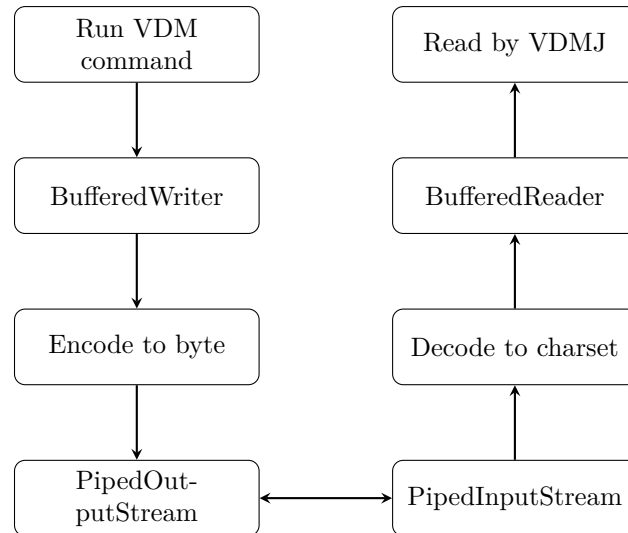 Run VDM
command
BufferedWriter
Encode to byte
PipedOut-
putStream
PipedInputStream
Decode to charset
BufferedReader
Read by VDMJ